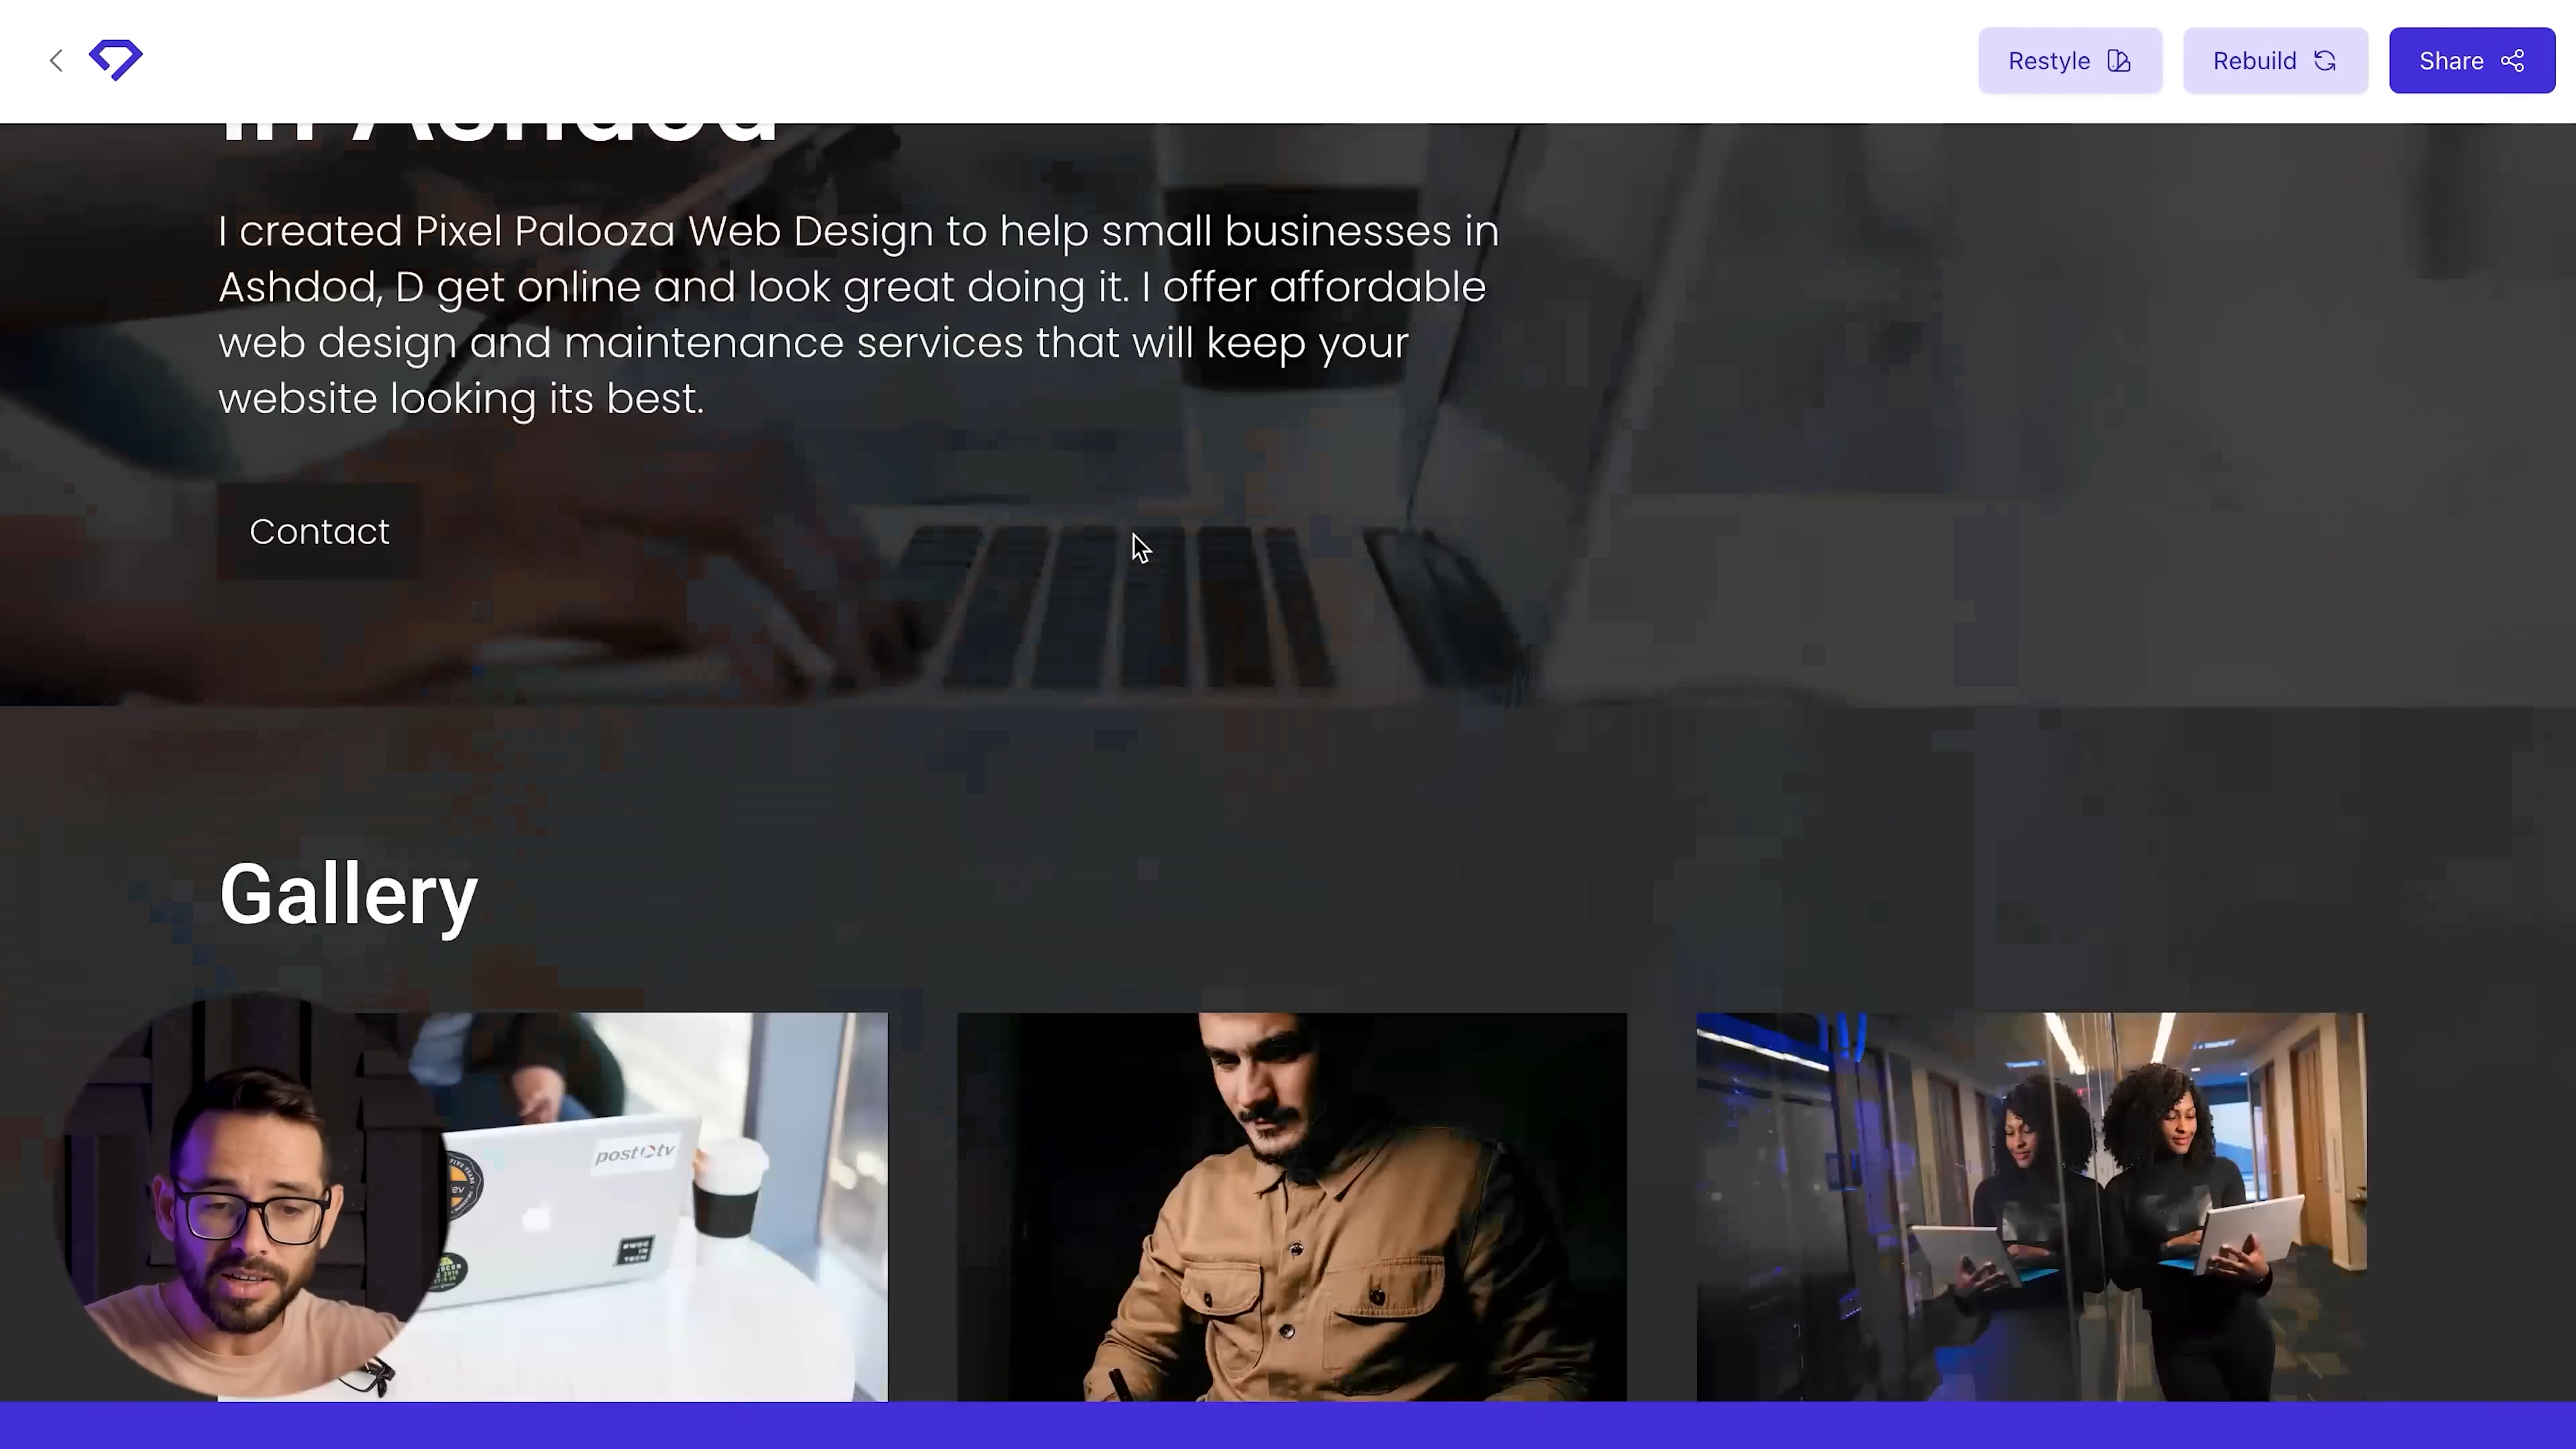 Restyle
Rebuild
Share
in Ashdod
I created Pixel Palooza Web Design to help small businesses in
Ashdod, D get online and look great doing it. I offer affordable
web design and maintenance services that will keep your
website looking its best.
Contact
Gallery
post tv